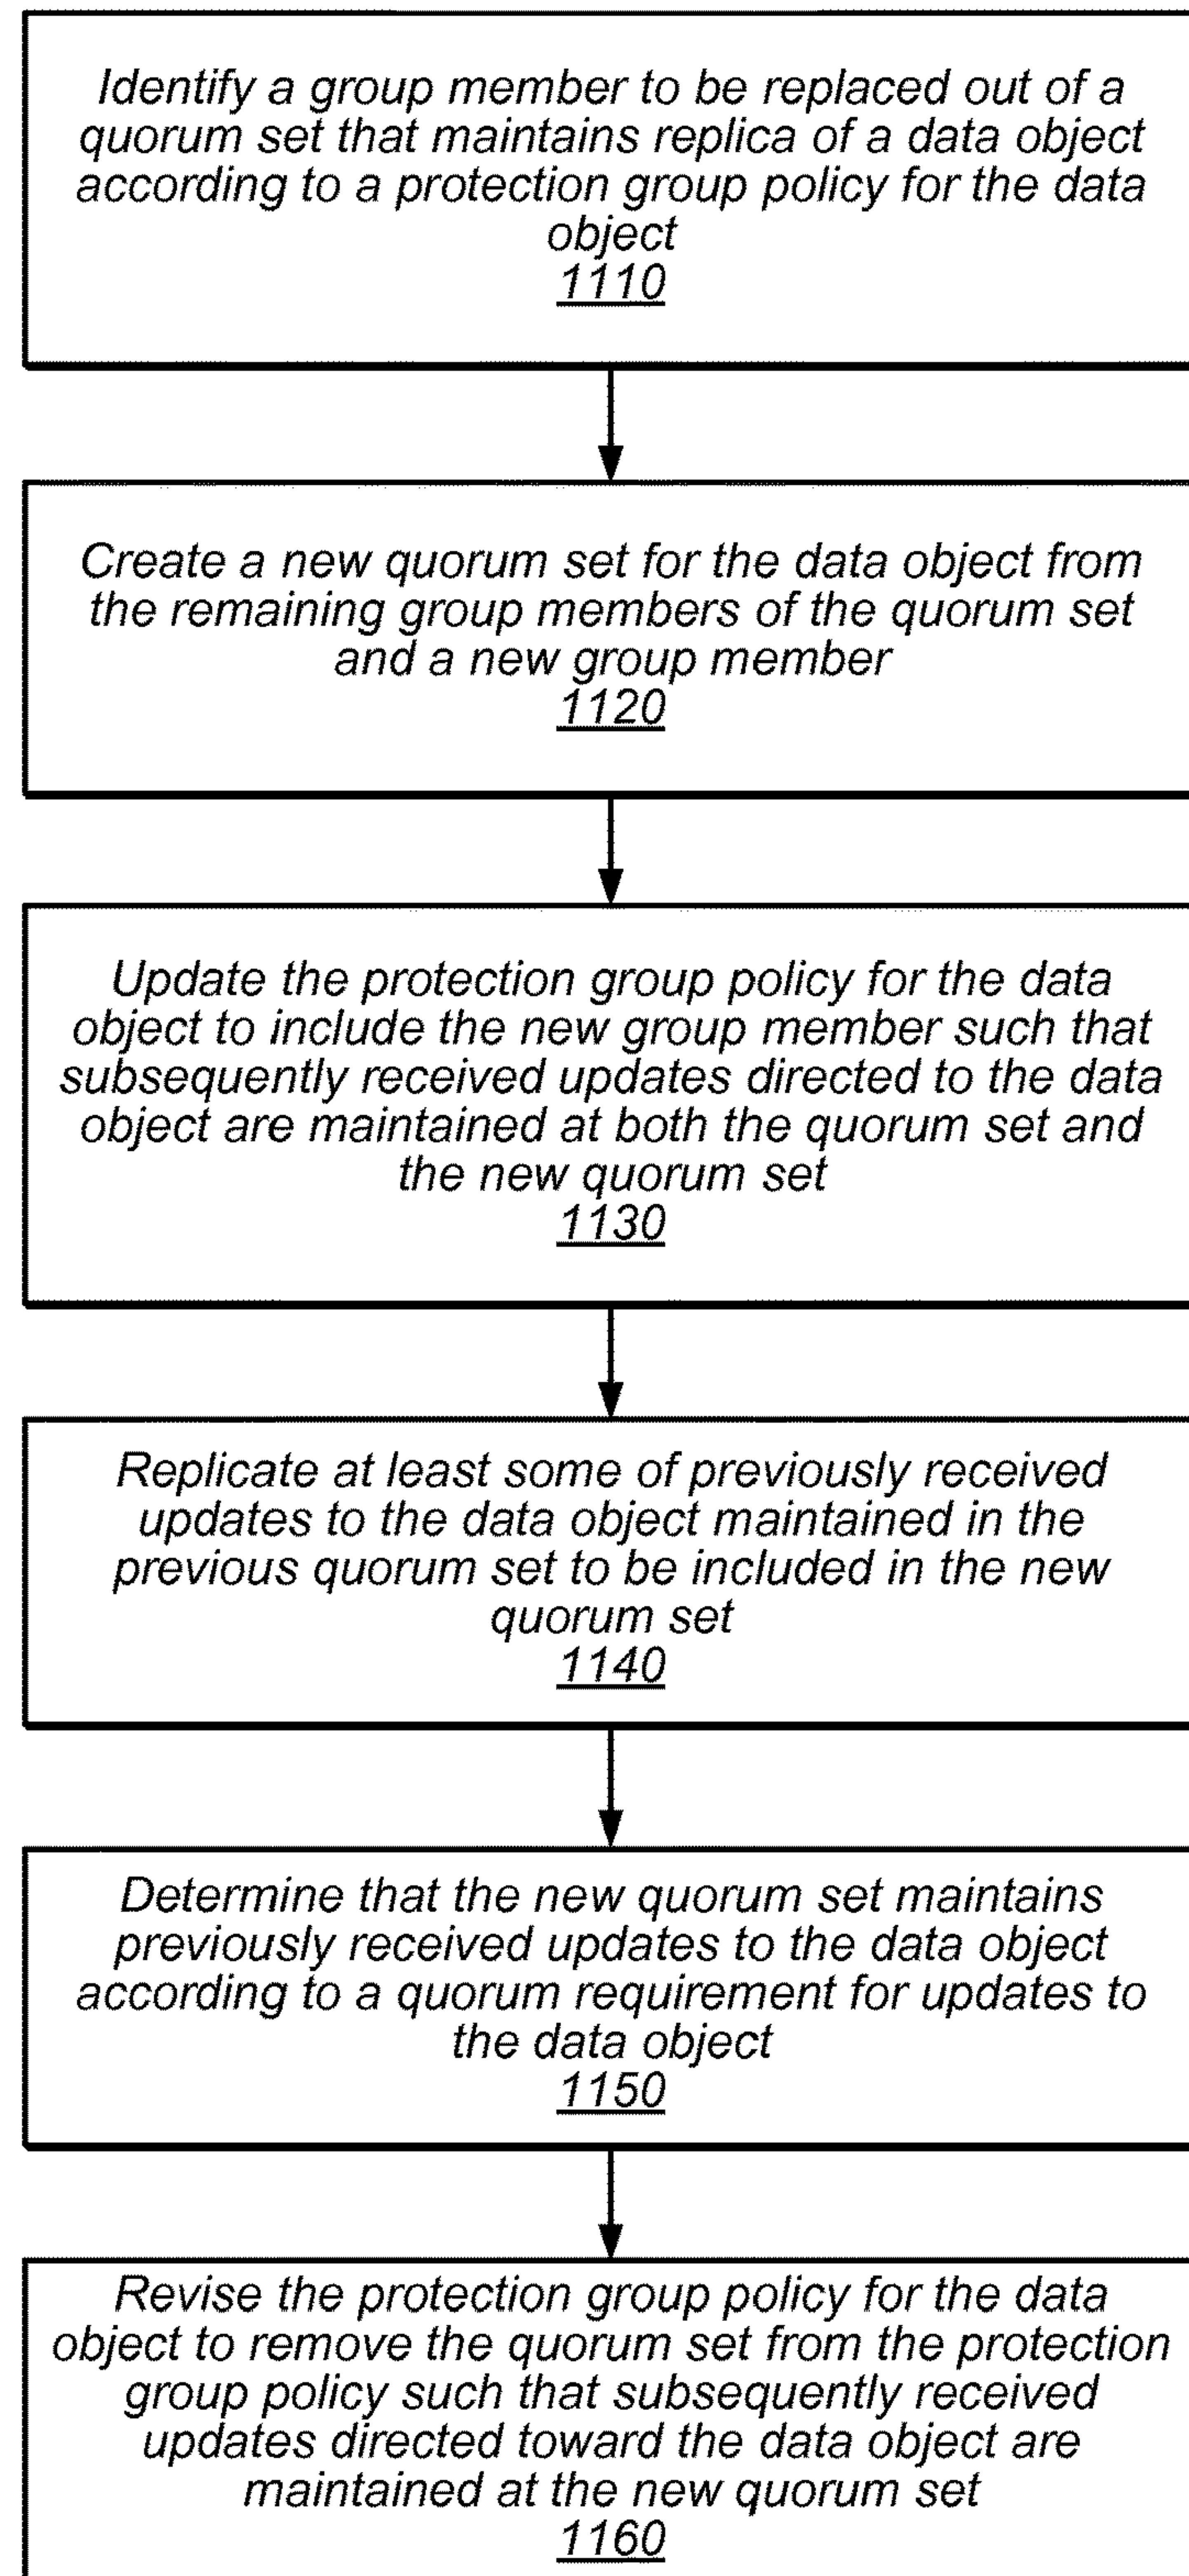 Identify a group member to be replaced out of a
quorum set that maintains replica of a data object
according to a protection group policy for the data
object
1110
Create a new quorum set for the data object from
the remaining group members of the quorum set
and a new group member
1120
Update the protection group policy for the data
object to include the new group member such that
subsequently received updates directed to the data
object are maintained at both the quorum set and
the new quorum set
1130
Replicate at least some of previously received
updates to the data object maintained in the
previous quorum set to be included in the new
quorum set
1140
Determine that the new quorum set maintains
previously received updates to the data object
according to a quorum requirement for updates to
the data object
1150
Revise the protection group policy for the data
object to remove the quorum set from the protection
group policy such that subsequently received
updates directed toward the data object are
maintained at the new quorum set
1160